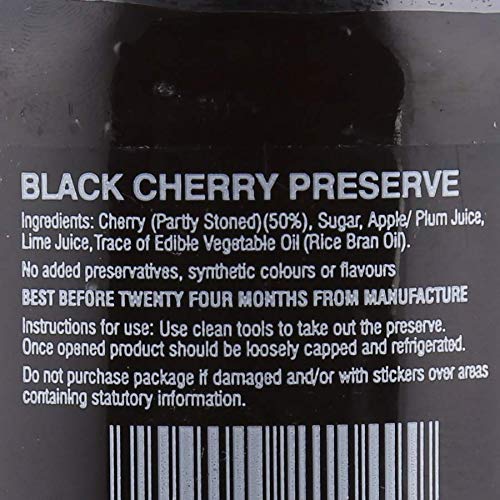 BLACK CHERRY PRESERVE
Ingredients: Cherry (Partly Stoned)(50%), Sugar, Apple/ Plum Juice,
Lime Juice, Trace of Edible Vegetable Oil (Rice Bran Oil).
No added preservatives, synthetic colours or flavours
BEST BEFORE TWENTY FOUR MONTHS FROM MANUFACTURE
Instructions for use: Use clean tools to take out the preserve.
Once opened product should be loosely capped and refrigerated.
Do not purchase package if damaged and/or with stickers over areas
containing statutory information.